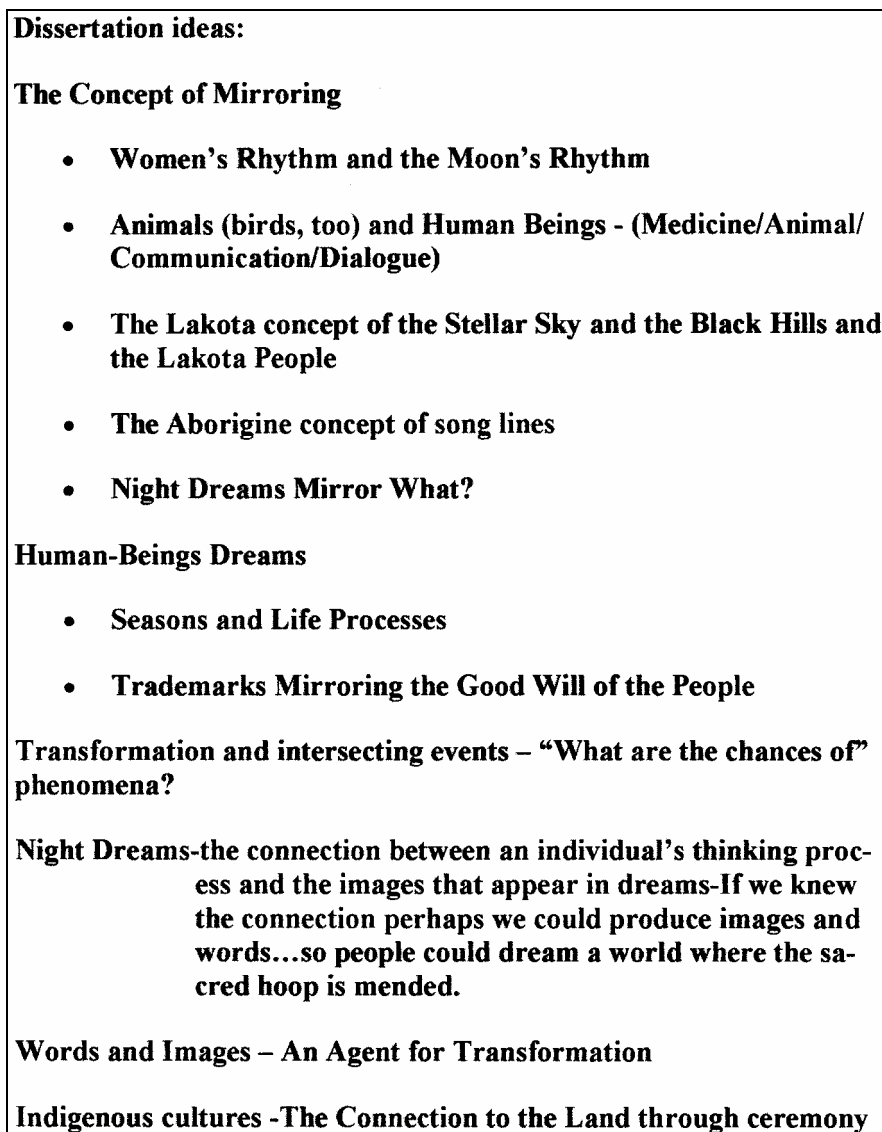 Dissertation ideas:
The Concept of Mirroring
• Women's Rhythm and the Moon's Rhythm
• Animals (birds, too) and Human Beings - (Medicine/Animal/
Communication/Dialogue)
• The Lakota concept of the Stellar Sky and the Black Hills and
the Lakota People
• The Aborigine concept of song lines
• Night Dreams Mirror What?
Human-Beings Dreams
• Seasons and Life Processes
• Trademarks Mirroring the Good Will of the People
Transformation and intersecting events – “What are the chances of”
phenomena?
Night Dreams-the connection between an individual's thinking proc-
ess and the images that appear in dreams-If we knew
the connection perhaps we could produce images and
words...so people could dream a world where the sa-
cred hoop is mended.
Words and Images – An Agent for Transformation
Indigenous cultures -The Connection to the Land through ceremony